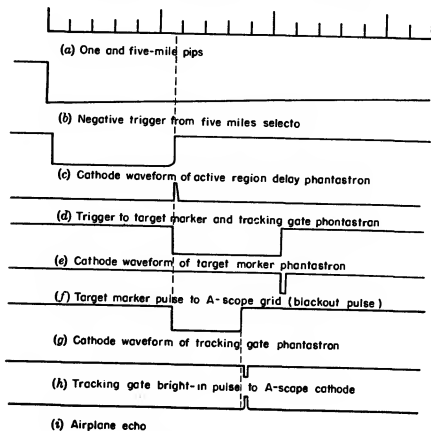 (a) One and five-mile pips
(b) Negative trigger from five miles selecto
(c) Cathode waveform of active region delay phantastron
(d) Trigger to target marker and tracking gate phontastran
(e) Cathode waveform of target morker phantastron
(f) Target marker pulse to A-scope grid (blackout pulse)
(g) Cathode waveform of tracking gate phantastron
(h) Tracking gate bright-in pulse to A-scope cathode
(i) Airplane echo